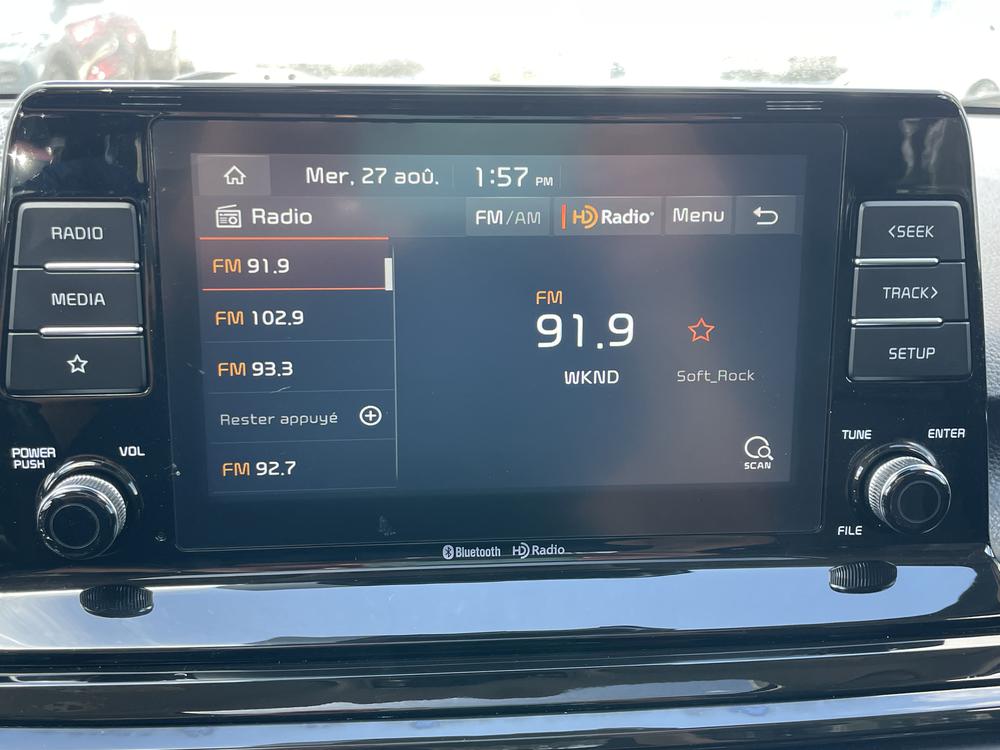 Mer, 27 aoû. 1:57 PM
Radio FM/AM HD Radio Menu
RADIO
MEDIA
<SEEK
TRACK>
SETUP
FM 91.9
FM 102.9
FM 93.3
Rester appuyé
FM 92.7
FM
91.9
WKND Soft_Rock
SCAN
POWER
PUSH
VOL
TUNE ENTER
FILE
Bluetooth HD Radio